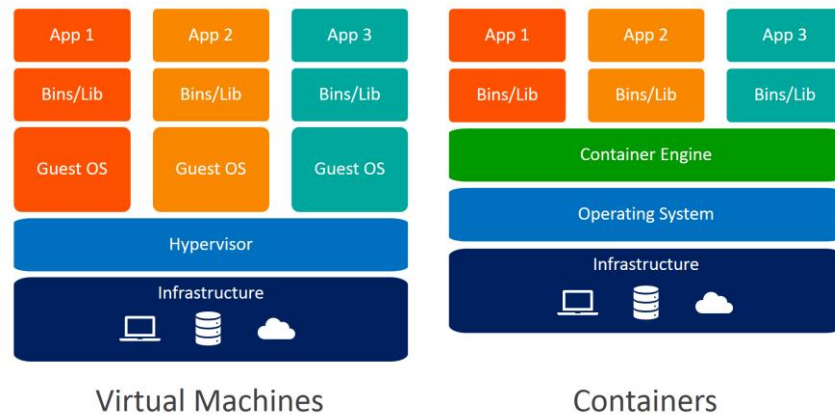 App 1
App 2
App 3
Bins/Lib
Bins/Lib
Bins/Lib
Guest OS
Guest OS
Guest OS
Hypervisor
Infrastructure
Virtual Machines
App 1
App 2
App 3
Bins/Lib
Bins/Lib
Bins/Lib
Container Engine
Operating System
Infrastructure
Containers